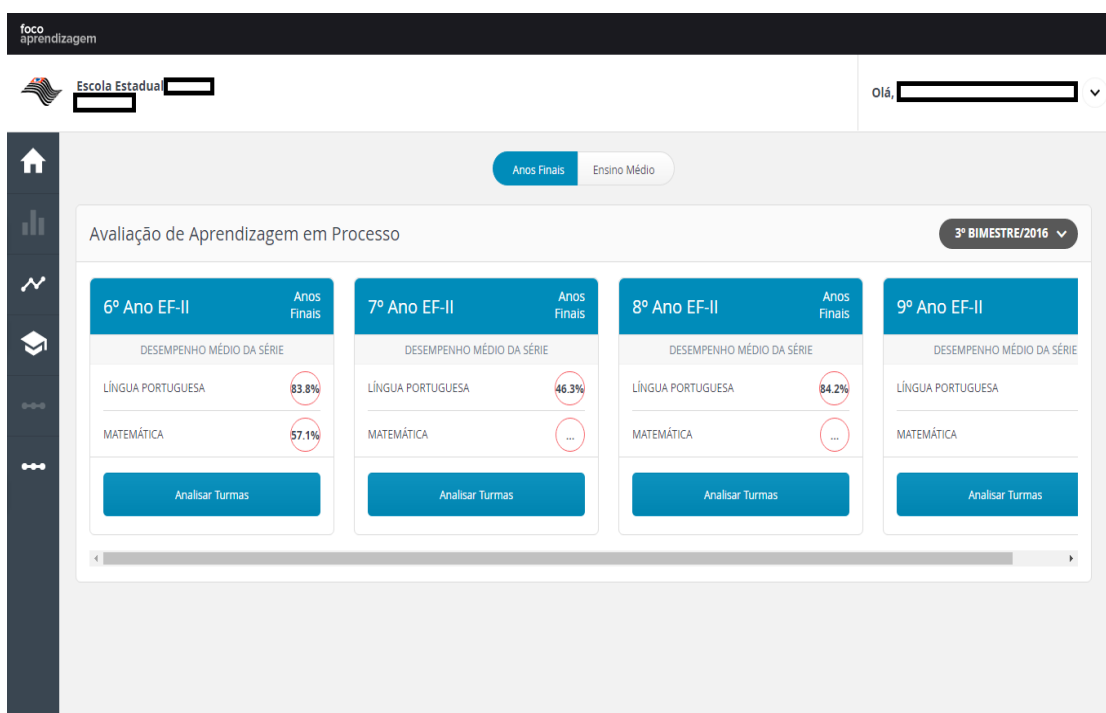 foco
aprendizagem
Escola Estadual
Olá,
Anos Finais
Ensino Médio
Avaliação de Aprendizagem em Processo
3º BIMESTRE/2016
6º Ano EF-II
Anos
Finais
DESEMPENHO MÉDIO DA SÉRIE
LÍNGUA PORTUGUESA
83.8%
MATEMÁTICA
57.1%
Analisar Turmas
7º Ano EF-II
Anos
Finais
DESEMPENHO MÉDIO DA SÉRIE
LÍNGUA PORTUGUESA
46.3%
MATEMÁTICA
...
Analisar Turmas
8º Ano EF-II
Anos
Finais
DESEMPENHO MÉDIO DA SÉRIE
LÍNGUA PORTUGUESA
84.2%
MATEMÁTICA
...
Analisar Turmas
9º Ano EF-II
DESEMPENHO MÉDIO DA SÉRIE
LÍNGUA PORTUGUESA
MATEMÁTICA
Analisar Turmas